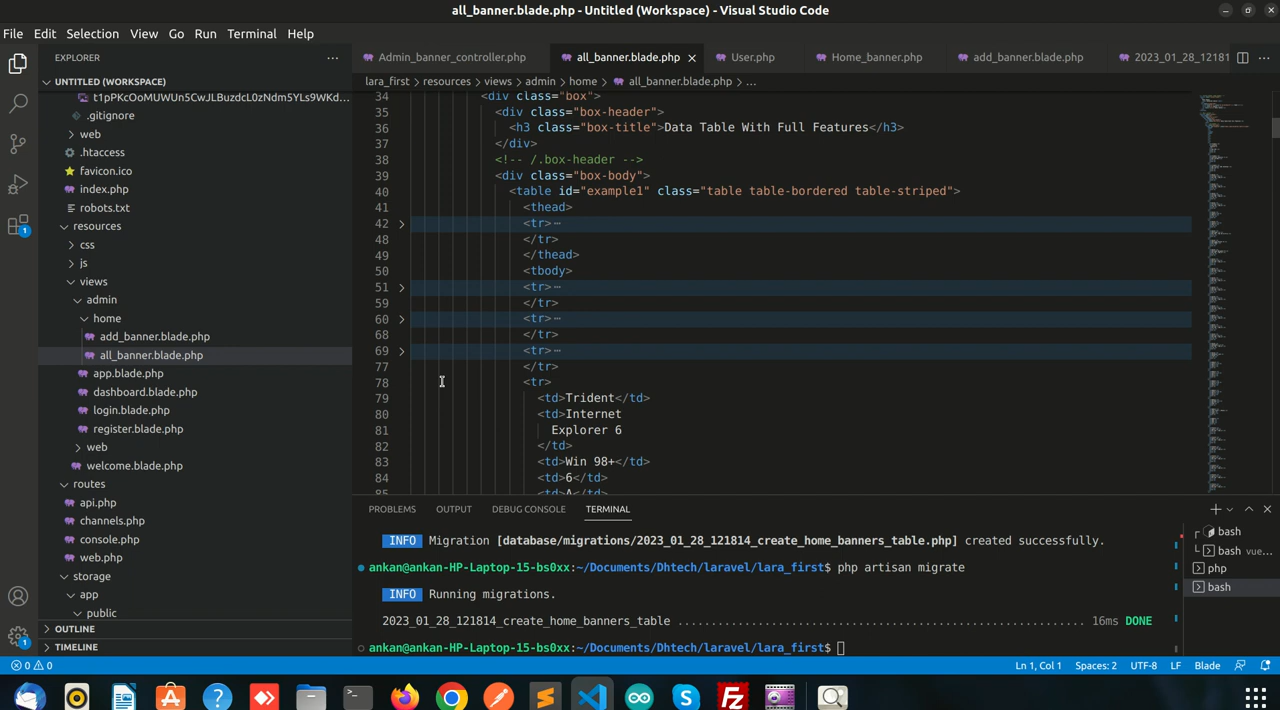 all_banner.blade.php - Untitled (Workspace) - Visual Studio Code
File Edit Selection View Go Run Terminal Help
EXPLORER
UNTITLED (WORKSPACE)
t1pPKcOoMUWUn5CwJLBuzdcL0zNdm5YLs9WKd...
.gitignore
web
.htaccess
favicon.ico
index.php
robots.txt
resources
css
js
views
admin
home
add_banner.blade.php
all_banner.blade.php
app.blade.php
dashboard.blade.php
login.blade.php
register.blade.php
web
welcome.blade.php
routes
api.php
channels.php
console.php
web.php
storage
app
public
OUTLINE
TIMELINE
Admin_banner_controller.php all_banner.blade.php User.php Home_banner.php add_banner.blade.php 2023_01_28_12181
lara_first > resources > views > admin > home > all_banner.blade.php > ...
34 <div class="box">
35 <div class="box-header">
36 <h3 class="box-title">Data Table With Full Features</h3>
37 </div>
38 <!-- /.box-header -->
39 <div class="box-body">
40 <table id="example1" class="table table-bordered table-striped">
41 <thead>
42 <tr>⋯
48 </tr>
49 </thead>
50 <tbody>
51 <tr>⋯
59 </tr>
60 <tr>⋯
68 </tr>
69 <tr>⋯
77 </tr>
78 <tr>
79 <td>Trident</td>
80 <td>Internet
81 Explorer 6
82 </td>
83 <td>Win 98+</td>
84 <td>6</td>
85 <td>A</td>
PROBLEMS OUTPUT DEBUG CONSOLE TERMINAL
INFO Migration [database/migrations/2023_01_28_121814_create_home_banners_table.php] created successfully.
ankan@ankan-HP-Laptop-15-bs0xx:~/Documents/Dhtech/laravel/lara_first$ php artisan migrate
INFO Running migrations.
2023_01_28_121814_create_home_banners_table ........................................................... 16ms DONE
ankan@ankan-HP-Laptop-15-bs0xx:~/Documents/Dhtech/laravel/lara_first$
bash
bash vue...
php
bash
1
1
0 0
Ln 1, Col 1 Spaces: 2 UTF-8 LF Blade